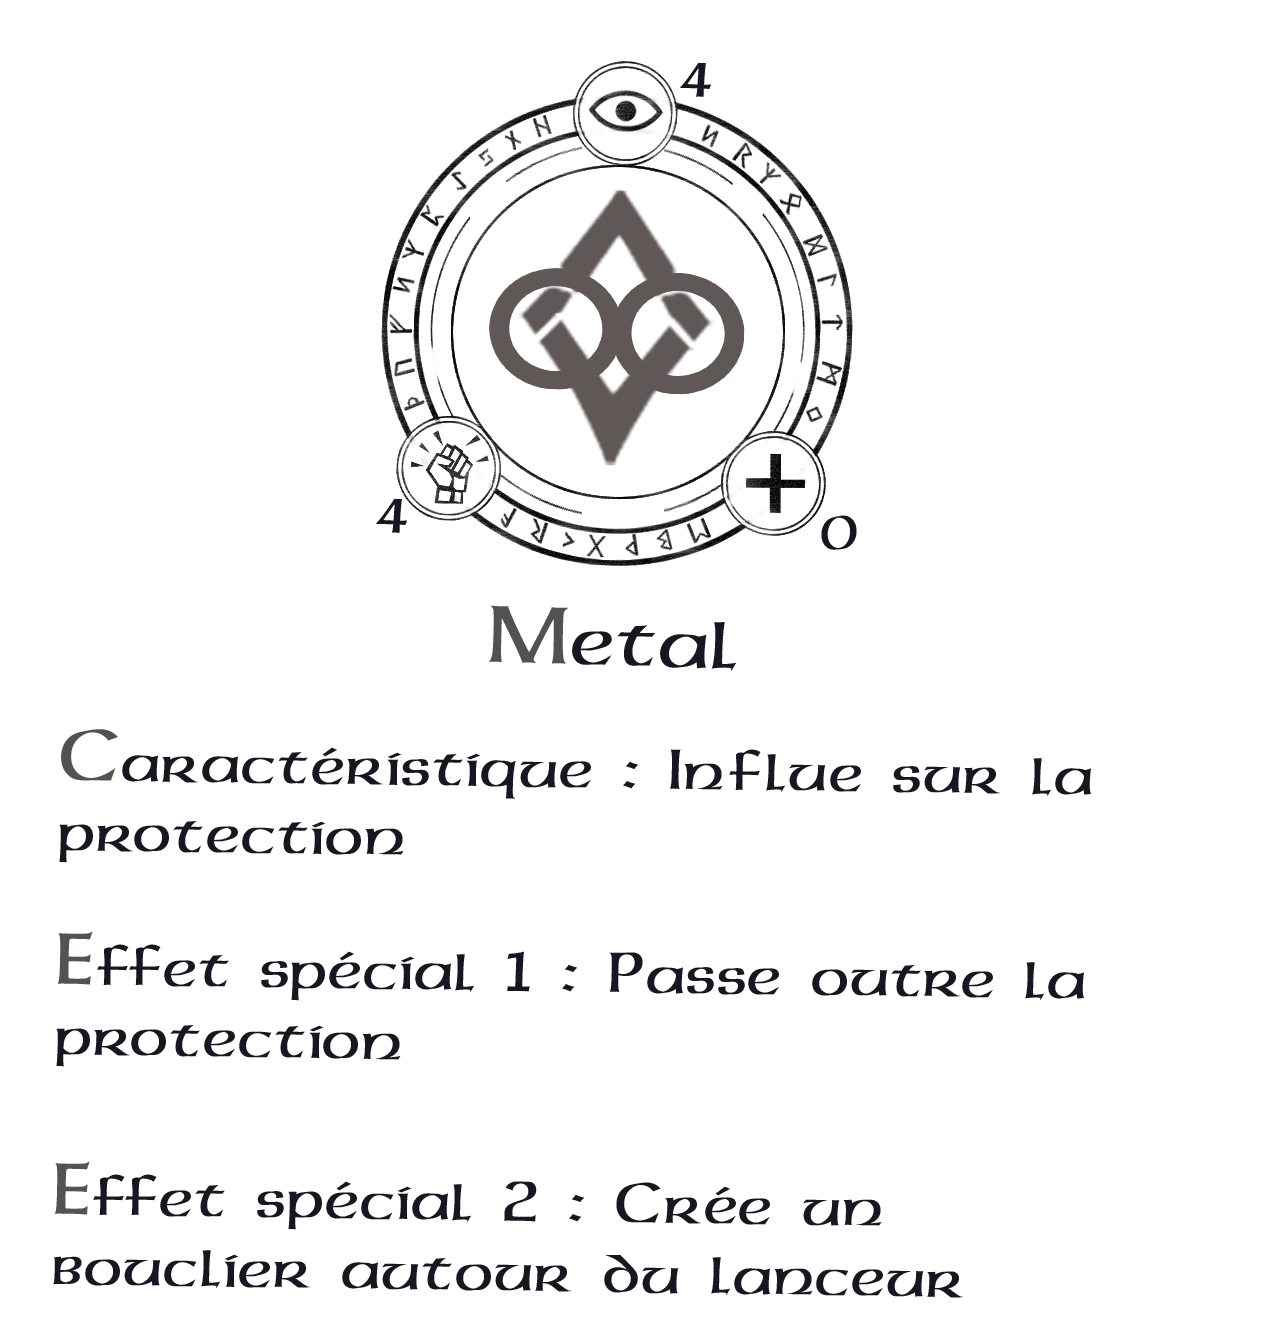 4
4
0
Metal
Caractéristique : Influe sur la
protection
Effet spécial 1 : Passe outre la
protection
Effet spécial 2 : Crée un
bouclier autour du lanceur